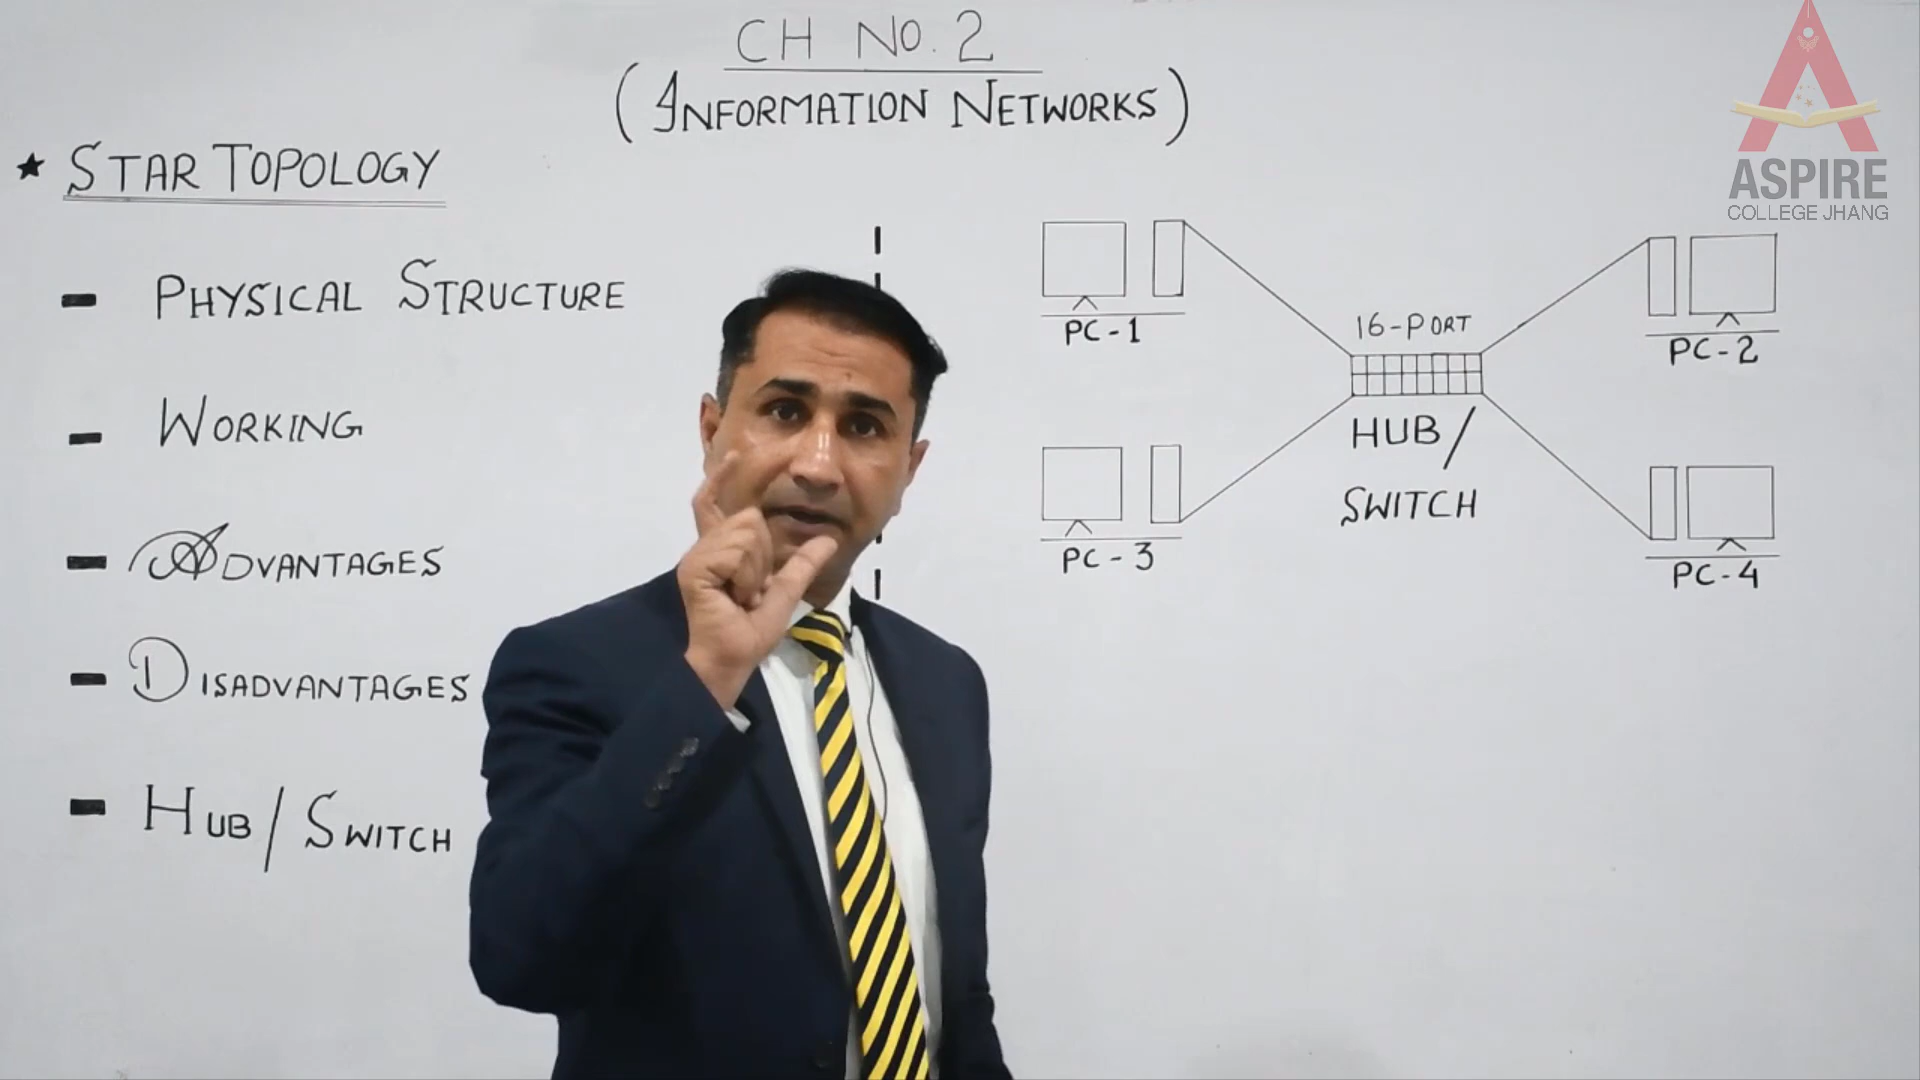 CH NO. 2
(INFORMATION NETWORKS)
★ STAR TOPOLOGY
- PHYSICAL STRUCTURE
- WORKING
- ADVANTAGES
- DISADVANTAGES
- HUB/SWITCH
PC-1
16-PORT
PC-2
HUB/
SWITCH
PC-3
PC-4
ASPIRE
COLLEGE JHANG